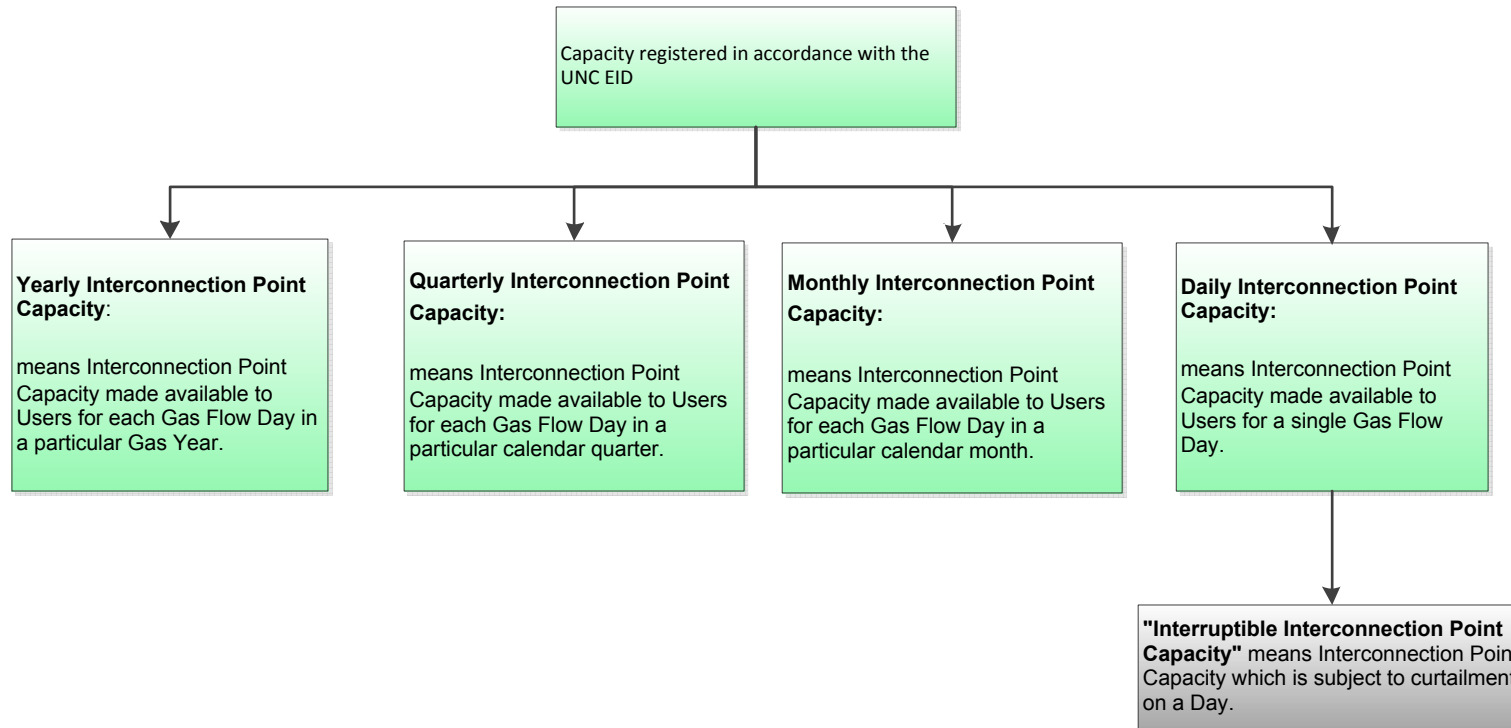 Capacity registered in accordance with the
UNC EID
Yearly Interconnection Point
Capacity:
means Interconnection Point
Capacity made available to
Users for each Gas Flow Day in
a particular Gas Year.
Quarterly Interconnection Point
Capacity:
means Interconnection Point
Capacity made available to Users
for each Gas Flow Day in a
particular calendar quarter.
Monthly Interconnection Point
Capacity:
means Interconnection Point
Capacity made available to Users
for each Gas Flow Day in a
particular calendar month.
Daily Interconnection Point
Capacity:
means Interconnection Point
Capacity made available to
Users for a single Gas Flow
Day.
"Interruptible Interconnection Point
Capacity" means Interconnection Poin
Capacity which is subject to curtailment
on a Day.